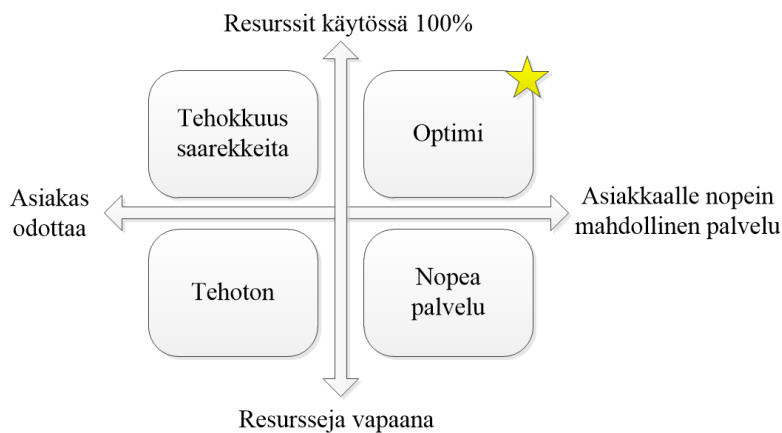 Resurssit käytössä 100%
Tehokkuus
saarekkeita
Optimi
Asiakas
odottaa
Asiakkaalle nopein
mahdollinen palvelu
Tehoton
Nopea
palvelu
Resursseja vapaana